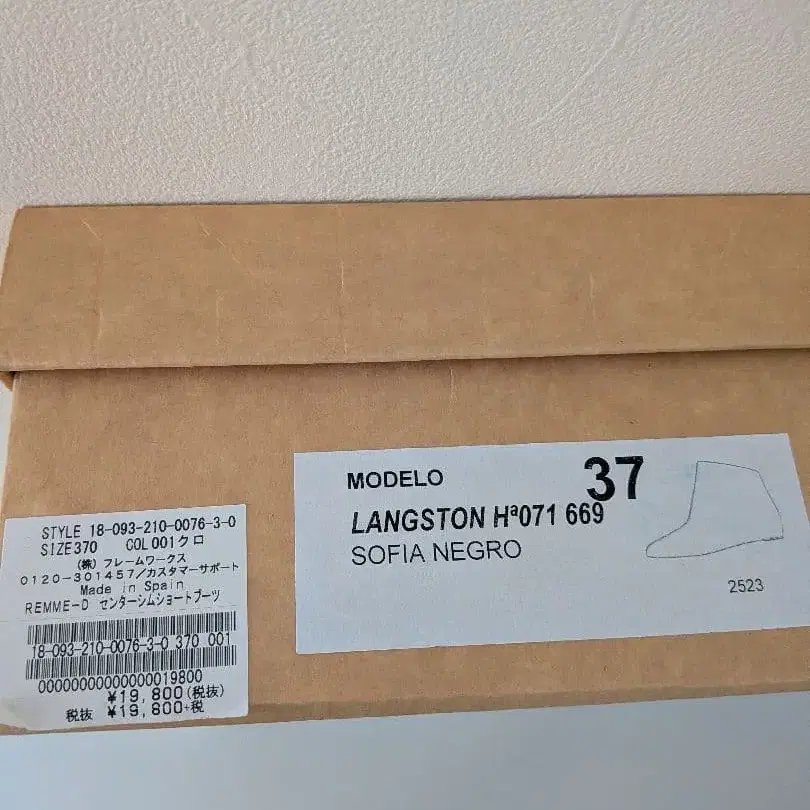 STYLE 18-093-210-0076-3-0
SIZE370 COL001クロ
(株) フレームワークス
0120-301457/カスタマーサポート
Made in Spain
REMME-D センターシムショートブーツ
18-093-210-0076-3-0 370 001
00000000000000019800
¥19,800(税抜)
税抜 ¥19,800+税
MODELO 37
LANGSTON Hª071 669
SOFIA NEGRO
2523